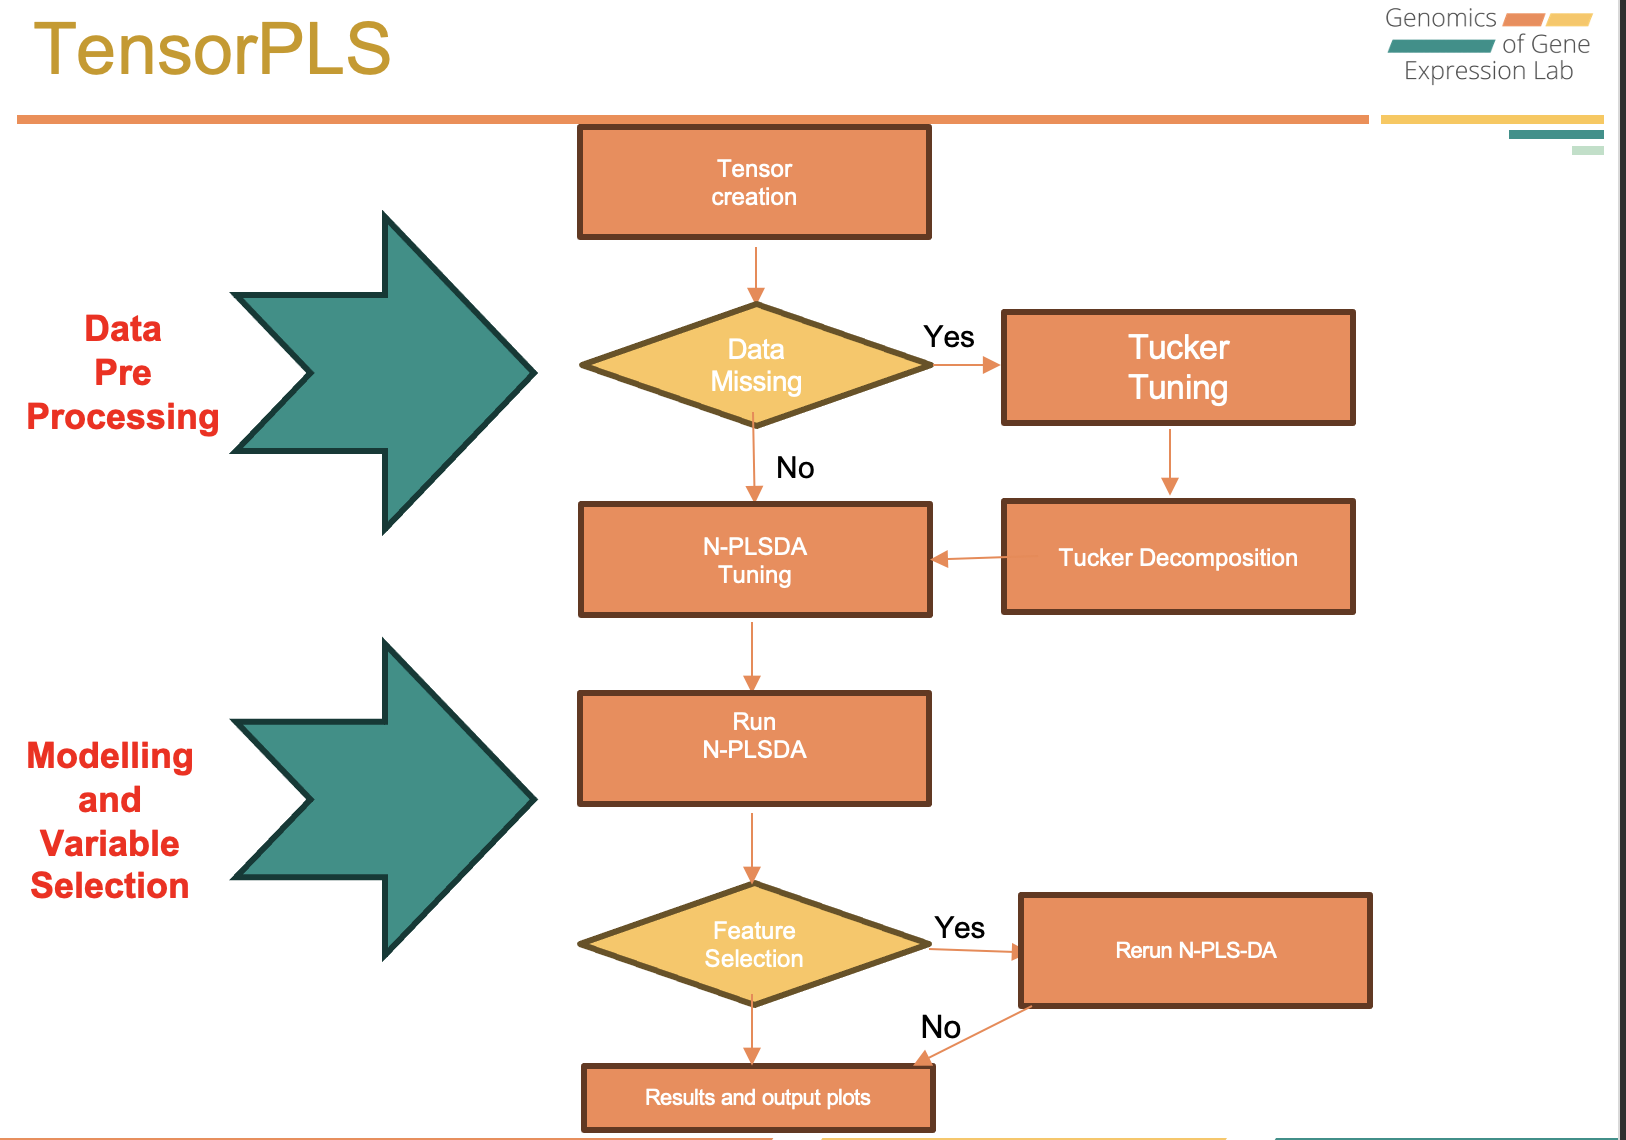 TensorPLS
Genomics
of Gene
Expression Lab
Tensor
creation
Data
Pre
Processing
Data
Missing
Yes
Tucker
Tuning
No
N-PLSDA
Tuning
Tucker Decomposition
Modelling
and
Variable
Selection
Run
N-PLSDA
Feature
Selection
Yes
Rerun N-PLS-DA
No
Results and output plots